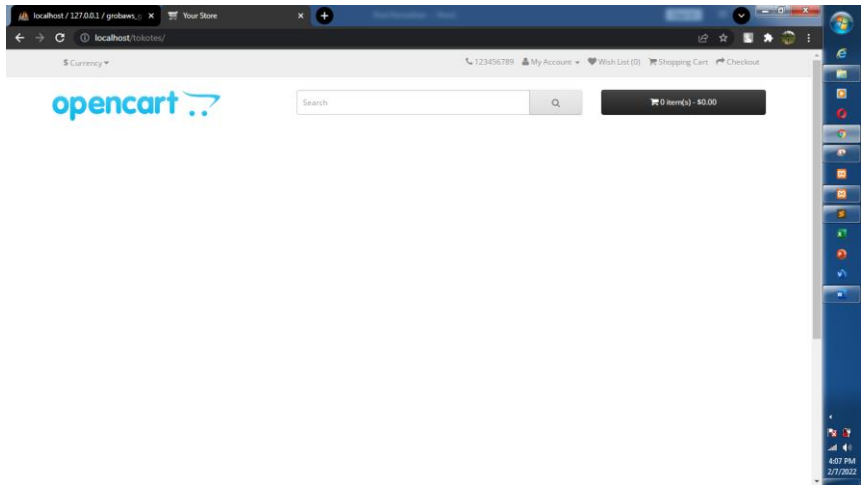 localhost / 127.0.0.1 / grobaws_g
Your Store
localhost/tokotes/
$ Currency
123456789 My Account Wish List (0) Shopping Cart Checkout
opencart
Search
0 item(s) - $0.00
4:07 PM
2/7/2022